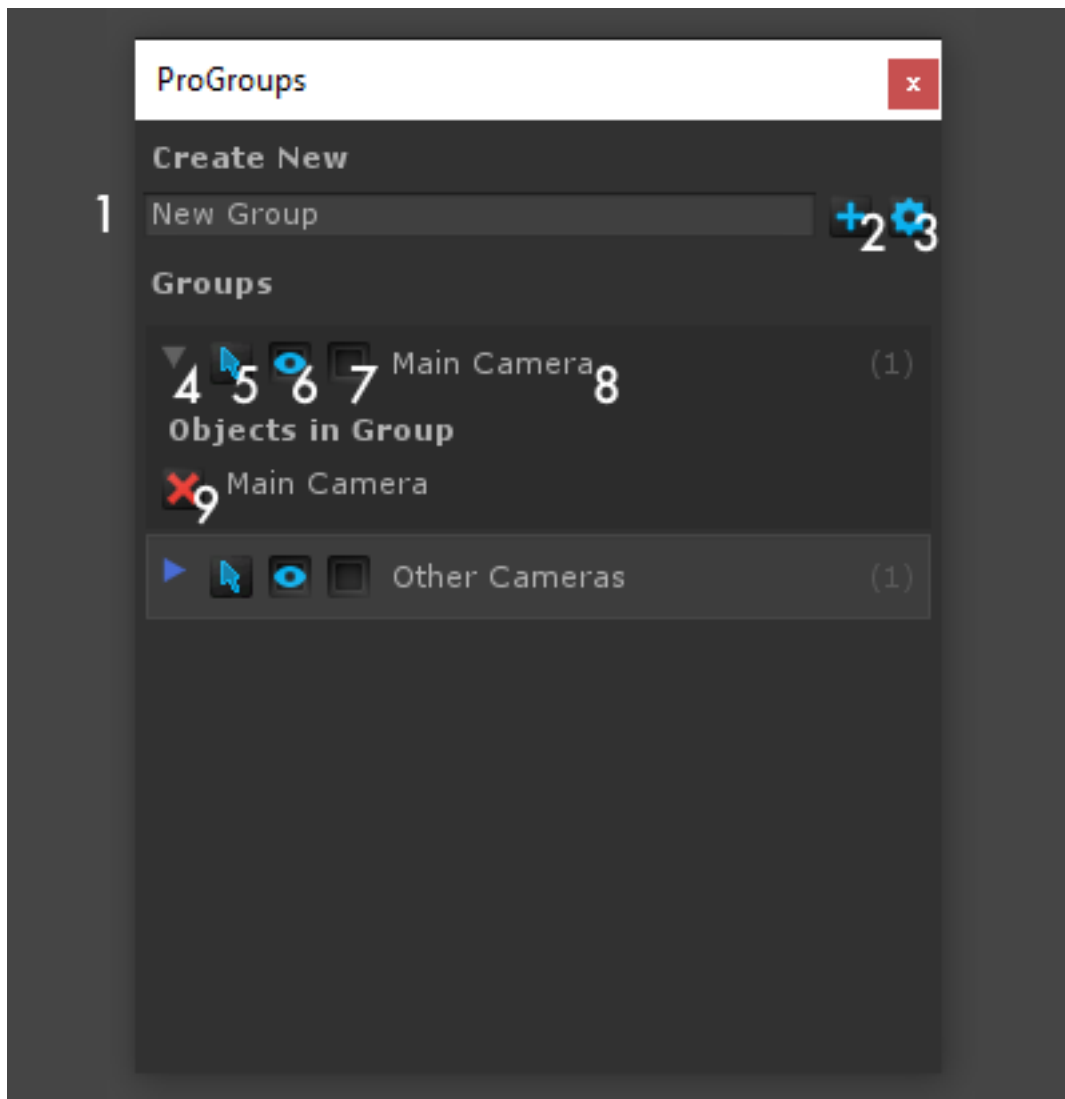 ProGroups x
Create New
1 New Group 2 3
Groups
4 5 6 7 Main Camera 8 (1)
Objects in Group
9 Main Camera
Other Cameras (1)